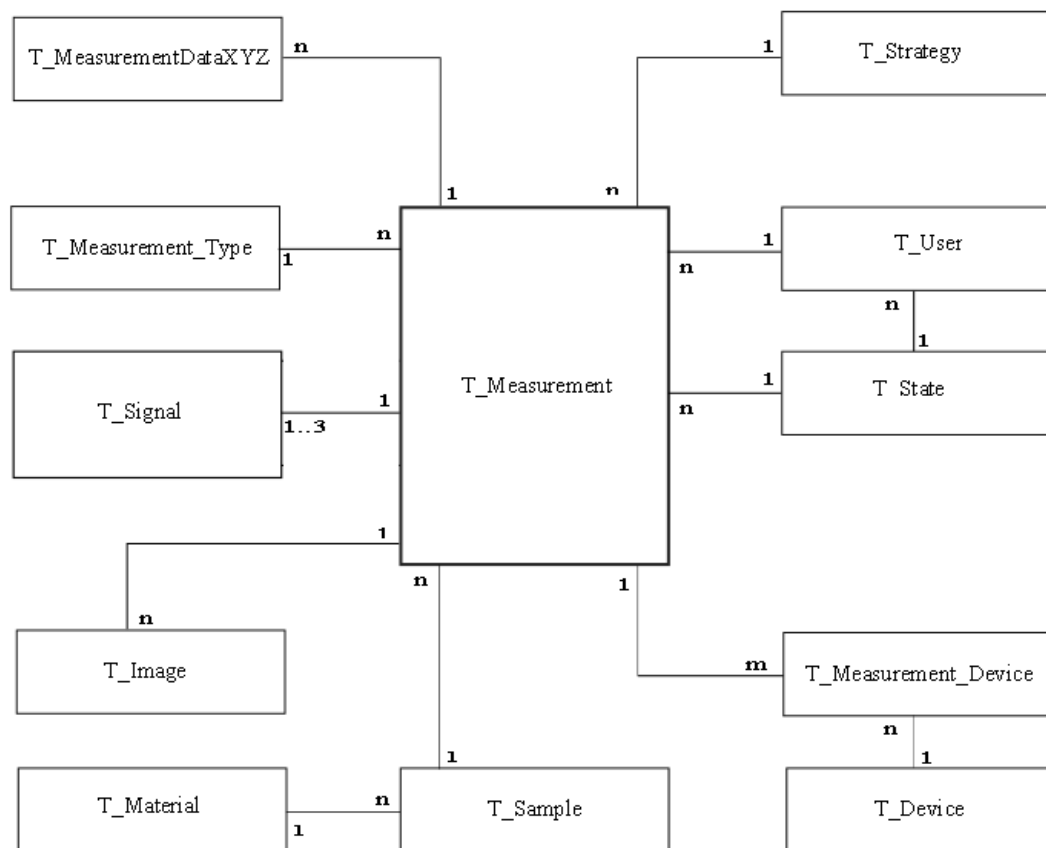 T_MeasurementDataXYZ
n
1
T_Strategy
1
n
T_Measurement_Type
n
1
T_User
1
n
n
1
T_Signal
1
1..3
T_Measurement
T_State
1
n
1
n
T_Image
n
1
1
m
T_Measurement_Device
n
1
T_Material
n
1
T_Sample
T_Device